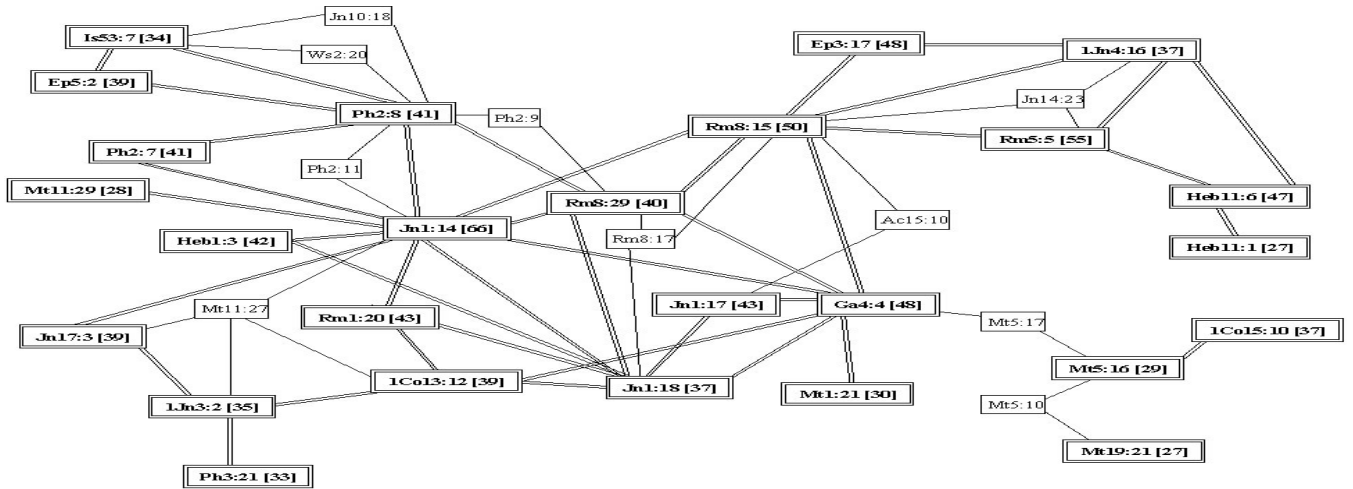 Jn10:18
Is53:7 [34]
Ws2:20
Ep3:17 [48]
1Jn4:16 [37]
Ep5:2 [39]
Jn14:23
Ph2:8 [41]
Ph2:9
Rm8:15 [50]
Rm5:5 [55]
Ph2:7 [41]
Ph2:11
Mt11:29 [28]
Rm8:29 [40]
Heb11:6 [47]
Ac15:10
Jn1:14 [66]
Heb1:3 [42]
Rm8:17
Heb11:1 [27]
Mt11:27
Rm1:20 [43]
Jn1:17 [43]
Ga4:4 [48]
Mt5:17
Jn17:3 [39]
1Co15:10 [37]
1Co13:12 [39]
Jn1:18 [37]
Mt1:21 [30]
Mt5:16 [29]
1Jn3:2 [35]
Mt5:10
Mt19:21 [27]
Ph3:21 [33]